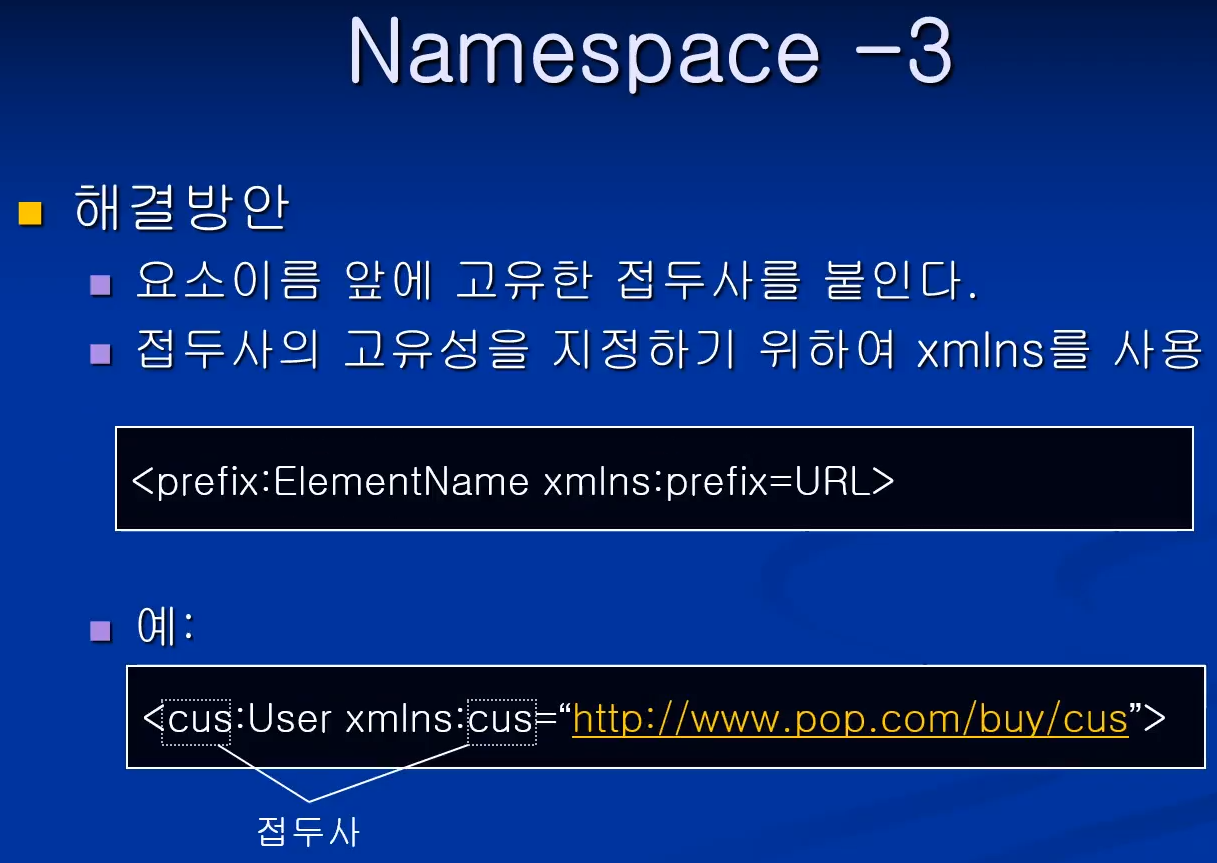 Namespace -3
해결방안
요소이름 앞에 고유한 접두사를 붙인다.
접두사의 고유성을 지정하기 위하여 xmlns를 사용
<prefix:ElementName xmlns:prefix=URL>
예:
<cus:User xmlns:cus=“http://www.pop.com/buy/cus”>
접두사